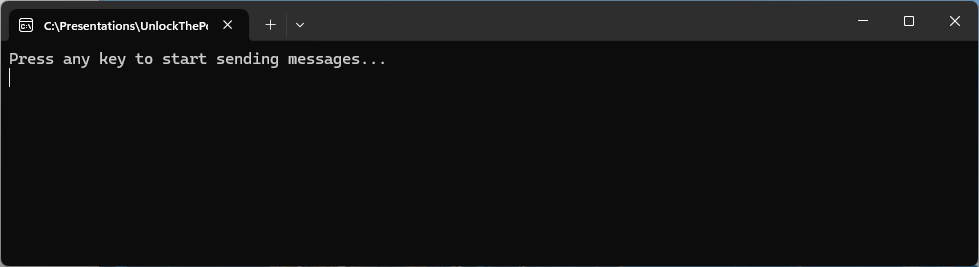 C:\Presentations\UnlockThePo
Press any key to start sending messages...